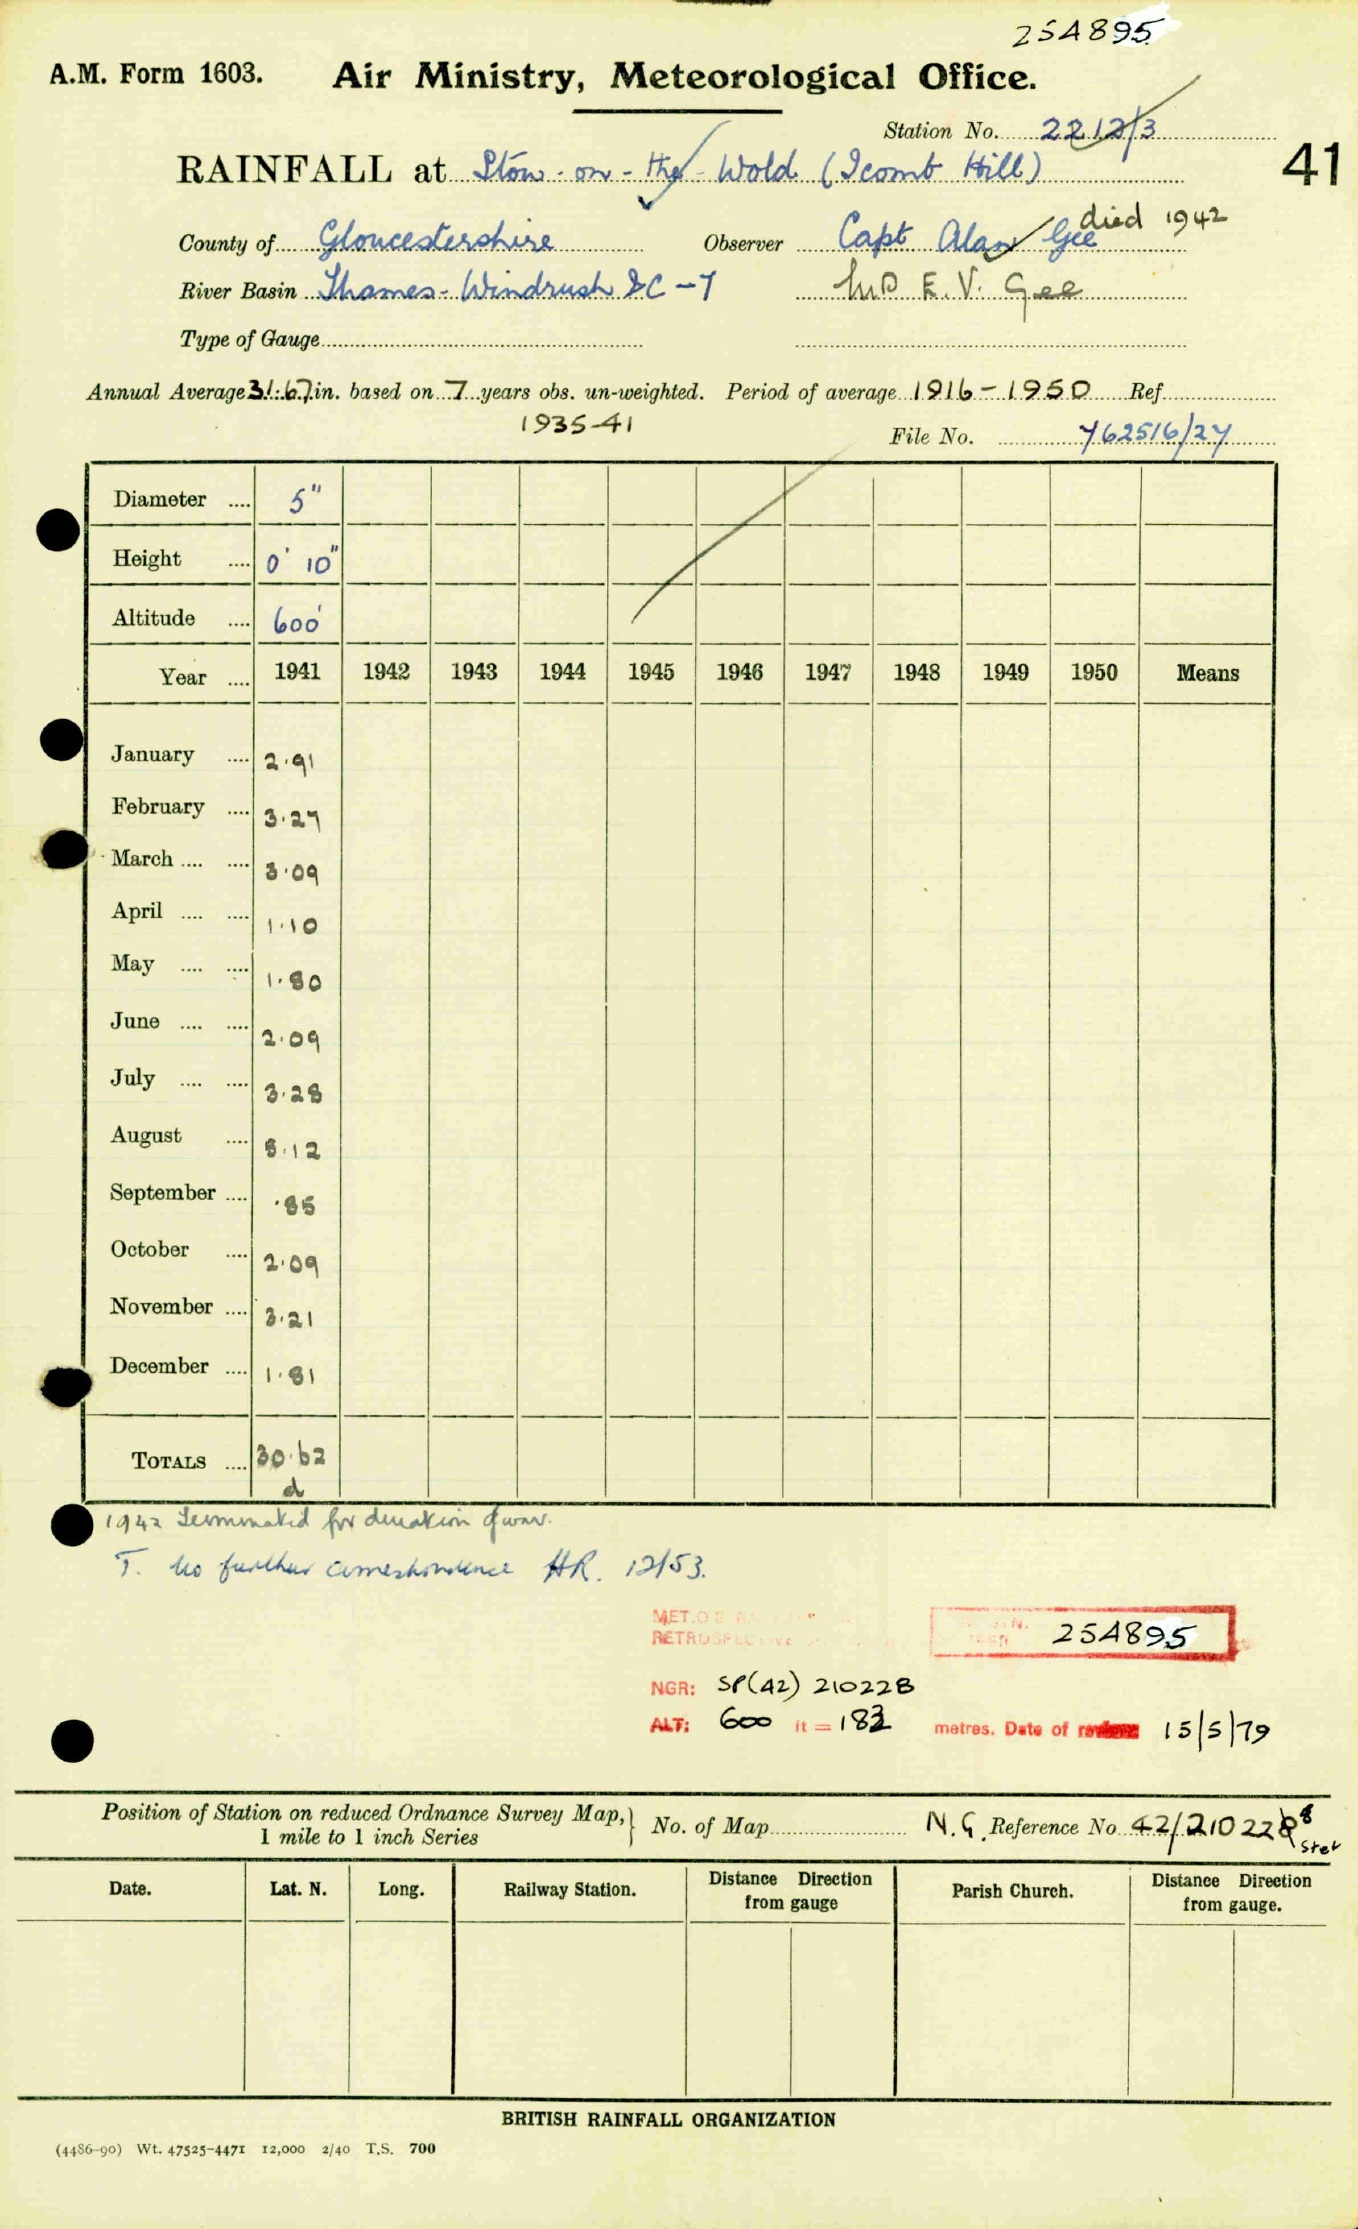 254895
A.M. Form 1603. Air Ministry, Meteorological Office.
Station No. 2212/3
41
RAINFALL at Stow-on-the-Wold (Icomb Hill)
died 1942
County of Gloucestershire Observer Capt Alan Gee
River Basin Thames-Windrush &C-7 Mrs E.V. Gee
Type of Gauge
Annual Average 31.67 in. based on 7 years obs. un-weighted. Period of average 1916-1950 Ref.
1935-41
File No. 762516/27
Diameter .... 5"
Height .... 0' 10"
Altitude .... 600'
Year .... 1941 1942 1943 1944 1945 1946 1947 1948 1949 1950 Means
January .... 2.91
February .... 3.27
March .... .... 3.09
April .... .... 1.10
May .... .... 1.80
June .... .... 2.09
July .... .... 3.28
August .... 5.12
September .... .85
October .... 2.09
November .... 3.21
December .... 1.81
TOTALS .... 30.62
d
1942 Terminated for duration of war.
T. No further correspondence HR. 12/53.
MET.O
RETROSPECTIVE
254895
NGR: SP(42) 210228
ALT: 600 ft = 183 metres. Date of review 15/5/79
Position of Station on reduced Ordnance Survey Map,
1 mile to 1 inch Series
No. of Map N.G. Reference No 42/210228 8
Stet
Date. Lat. N. Long. Railway Station. Distance Direction from gauge Parish Church. Distance Direction from gauge.
BRITISH RAINFALL ORGANIZATION
(4486-90) Wt. 47525-4471 12,000 2/40 T.S. 700